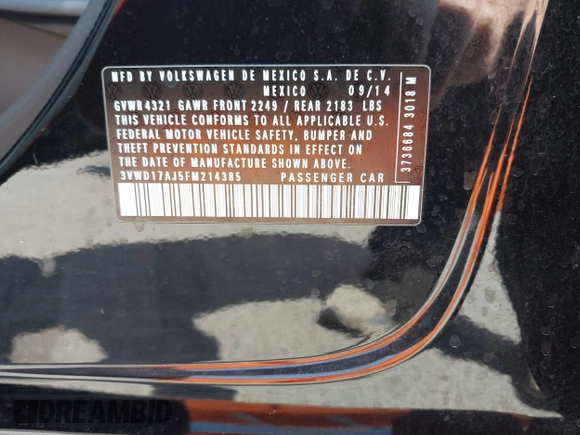 MFD BY VOLKSWAGEN DE MEXICO S.A. DE C.V.
MEXICO 09/14
GVWR 4321 GAWR FRONT 2249 / REAR 2183 LBS
THIS VEHICLE CONFORMS TO ALL APPLICABLE U.S.
FEDERAL MOTOR VEHICLE SAFETY, BUMPER AND
THEFT PREVENTION STANDARDS IN EFFECT ON THE
DATE OF MANUFACTURE SHOWN ABOVE.
3VWD17AJ5FM214385 PASSENGER CAR
3736684 3018 M
DREAMBID